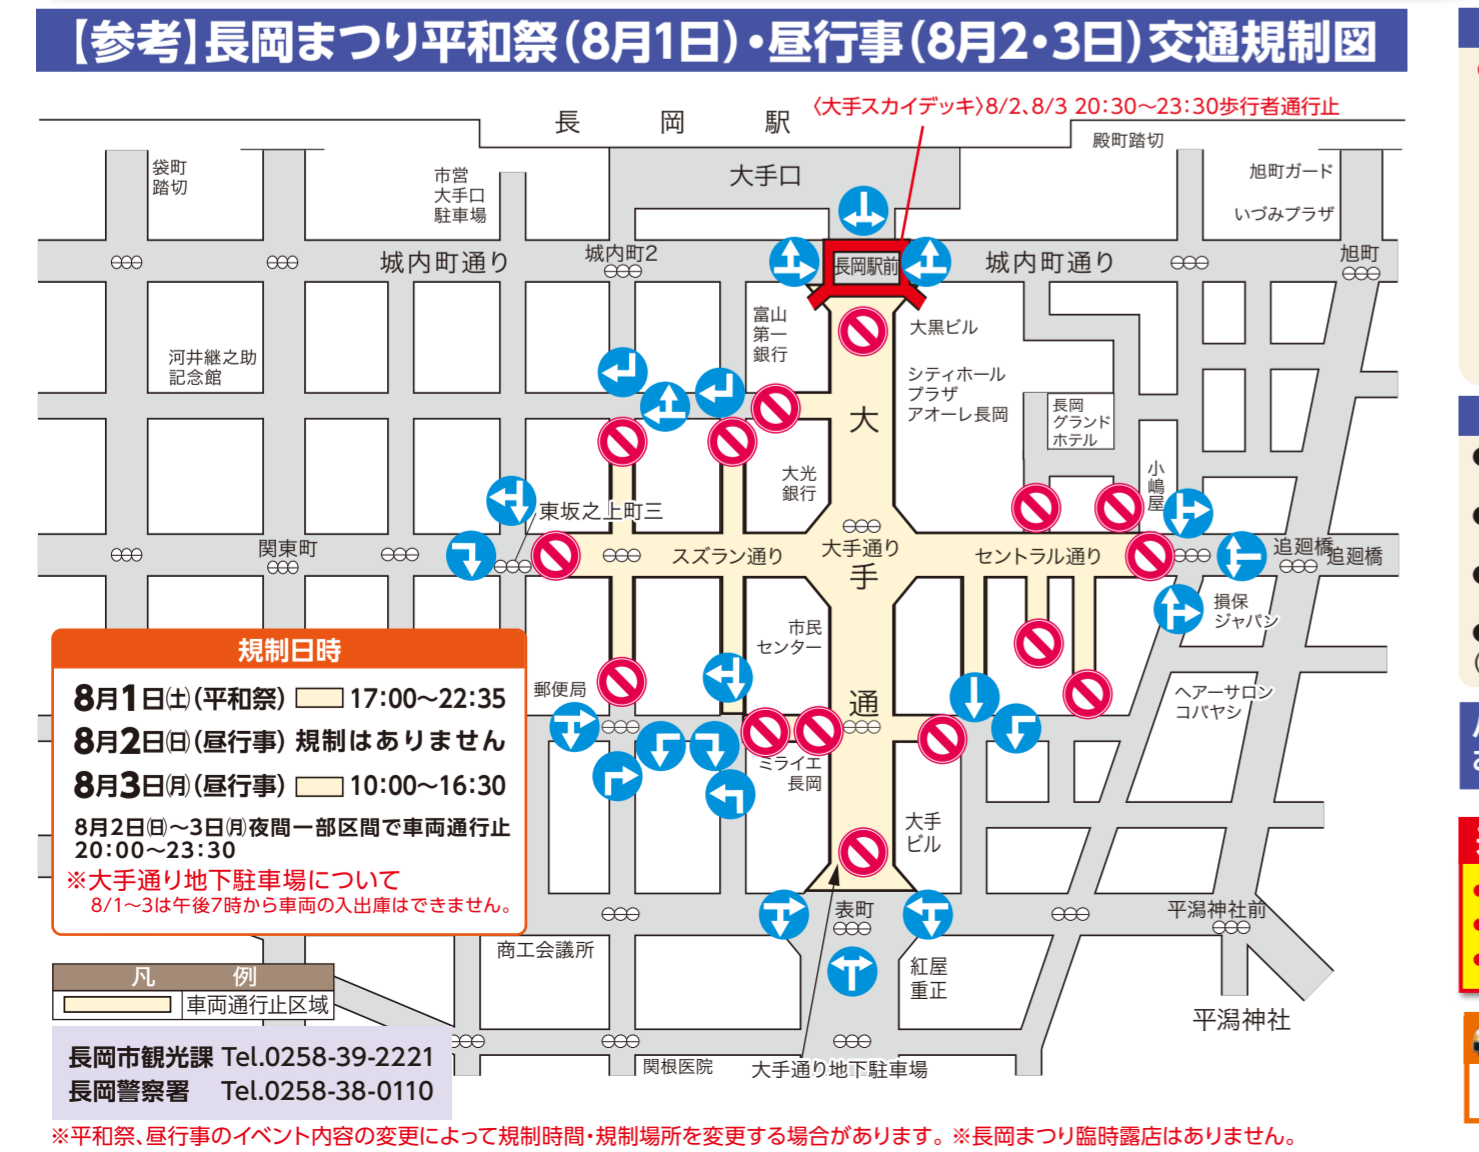 【参考】長岡まつり平和祭(8月1日)・昼行事(8月2・3日)交通規制図
〈大手スカイデッキ〉8/2、8/3 20:30～23:30歩行者通行止
長岡駅
殿町踏切
袋町
踏切
市営
大手口
駐車場
大手口
旭町ガード
いづみプラザ
城内町通り
城内町2
長岡駅前
城内町通り
旭町
富山
第一
銀行
大黒ビル
河井継之助
記念館
シティホール
プラザ
アオーレ長岡
長岡
グランド
ホテル
大手通
大光
銀行
小嶋屋
東坂之上町三
関東町
スズラン通り
大手通り
セントラル通り
追廻橋
追廻橋
損保
ジャパン
市民
センター
郵便局
ヘアーサロン
コバヤシ
ミライエ
長岡
大手
ビル
表町
平潟神社前
商工会議所
紅屋
重正
平潟神社
関根医院
大手通り地下駐車場
規制日時
8月1日㈯(平和祭) 17:00～22:35
8月2日㈰(昼行事) 規制はありません
8月3日㈪(昼行事) 10:00～16:30
8月2日㈰～3日㈪夜間一部区間で車両通行止
20:00～23:30
※大手通り地下駐車場について
8/1～3は午後7時から車両の入出庫はできません。
凡例
車両通行止区域
長岡市観光課 Tel.0258-39-2221
長岡警察署 Tel.0258-38-0110
※平和祭、昼行事のイベント内容の変更によって規制時間・規制場所を変更する場合があります。※長岡まつり臨時露店はありません。